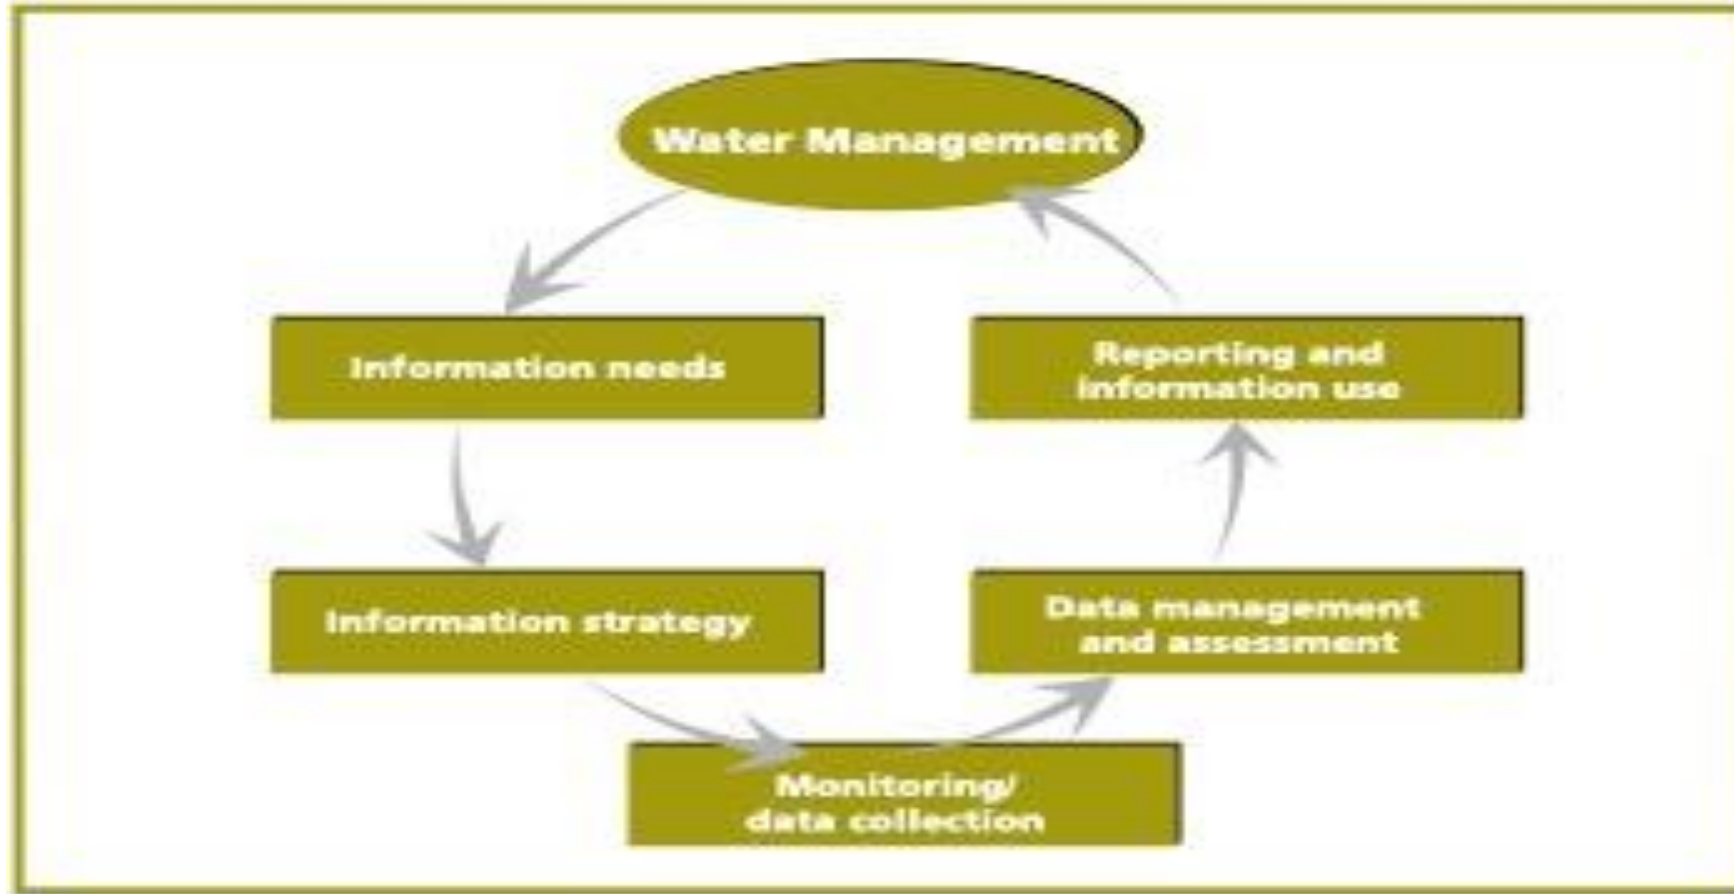 Water Management
Information needs
Reporting and
information use
Information strategy
Data management
and assessment
Monitoring/
data collection